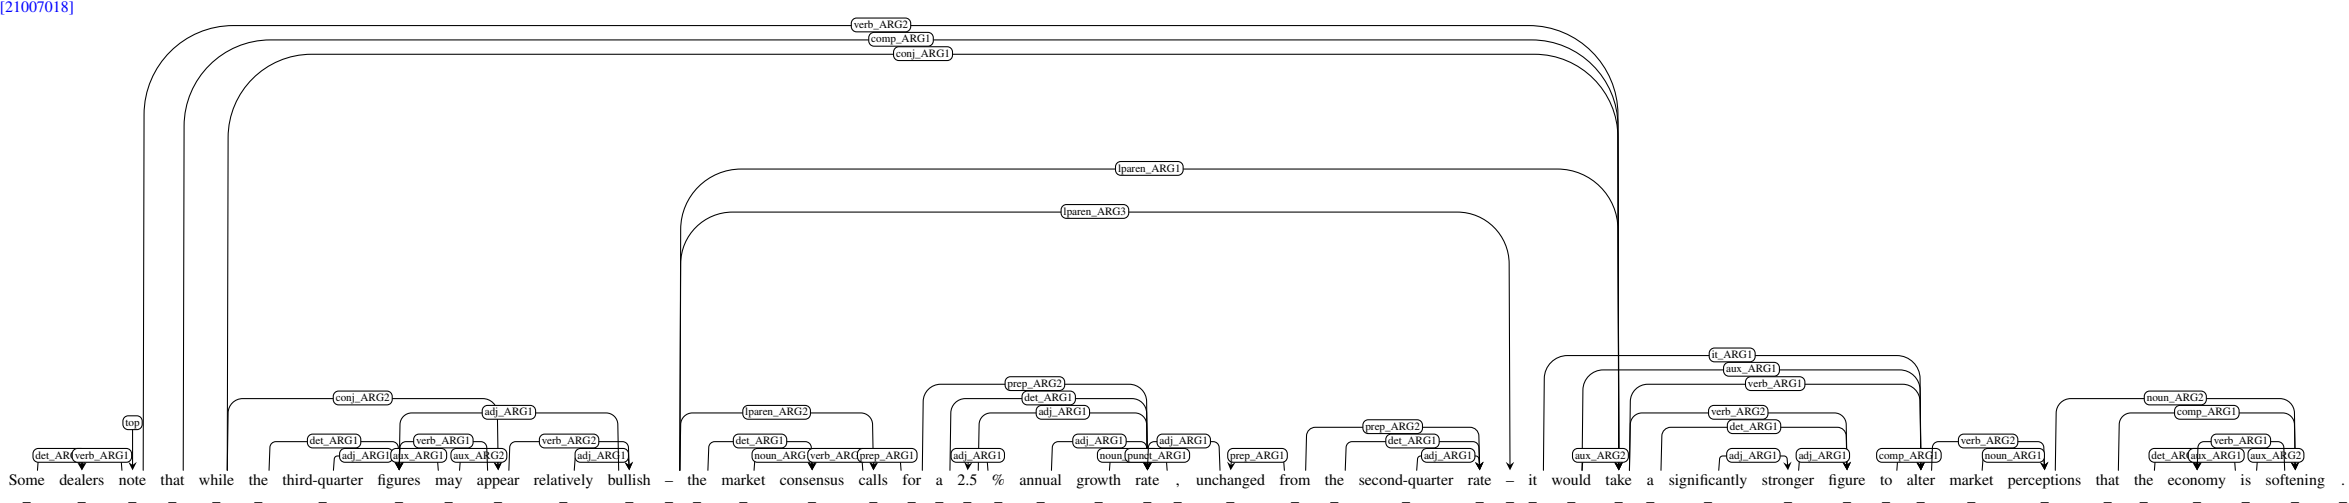 [21007018]
verb_ARG2
comp_ARG1
conj_ARG1
lparen_ARG1
lparen_ARG3
it_ARG1
aux_ARG1
prep_ARG2 verb_ARG1
conj_ARG2 det_ARG1 noun_ARG2
adj_ARG1 lparen_ARG2 adj_ARG1 verb_ARG2 comp_ARG1
top prep_ARG2 det_ARG1
det_ARG1 verb_ARG1 verb_ARG2 det_ARG1 adj_ARG1 adj_ARG1 det_ARG1 verb_ARG2 verb_ARG1
verb_ARG1 adj_ARG1 aux_ARG1 aux_ARG2 adj_ARG1 prep_ARG1 adj_ARG1 punct_ARG1 prep_ARG1 adj_ARG1 aux_ARG2 adj_ARG1 adj_ARG1 comp_ARG1 noun_ARG1 aux_ARG1 aux_ARG2
Some dealers note that while the third-quarter figures may appear relatively bullish – the market consensus calls for a 2.5 % annual growth rate , unchanged from the second-quarter rate – it would take a significantly stronger figure to alter market perceptions that the economy is softening .